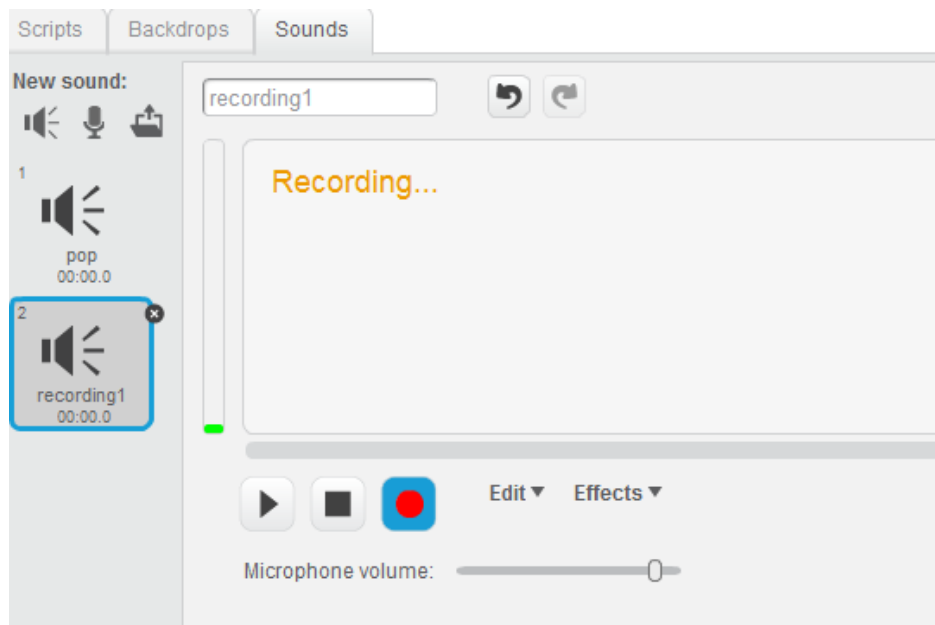 Scripts
Backdrops
Sounds
New sound:
recording1
1
pop
00:00.0
2
recording1
00:00.0
Recording...
Edit
Effects
Microphone volume: